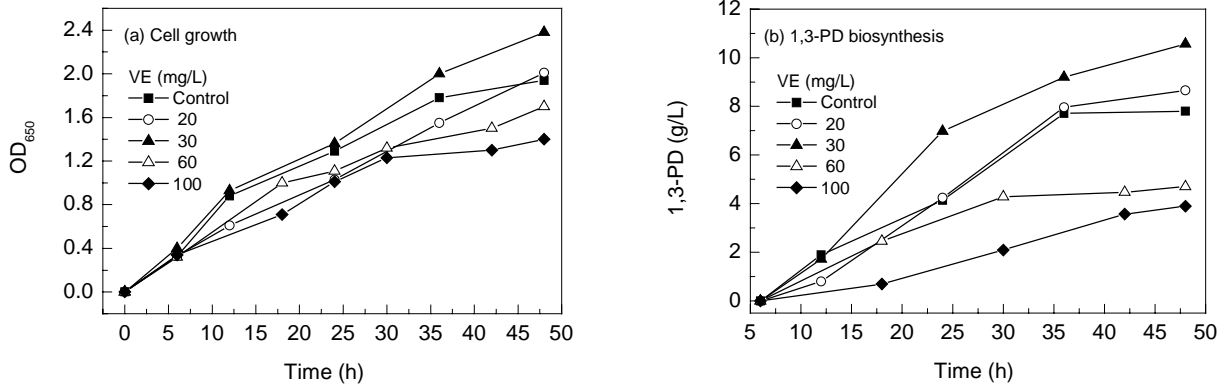 (a) Cell growth
VE (mg/L)
Control
20
30
60
100
OD650
2.4
2.0
1.6
1.2
0.8
0.4
0.0
0 5 10 15 20 25 30 35 40 45 50
Time (h)
(b) 1,3-PD biosynthesis
VE (mg/L)
Control
20
30
60
100
1,3-PD (g/L)
12
10
8
6
4
2
0
5 10 15 20 25 30 35 40 45 50
Time (h)